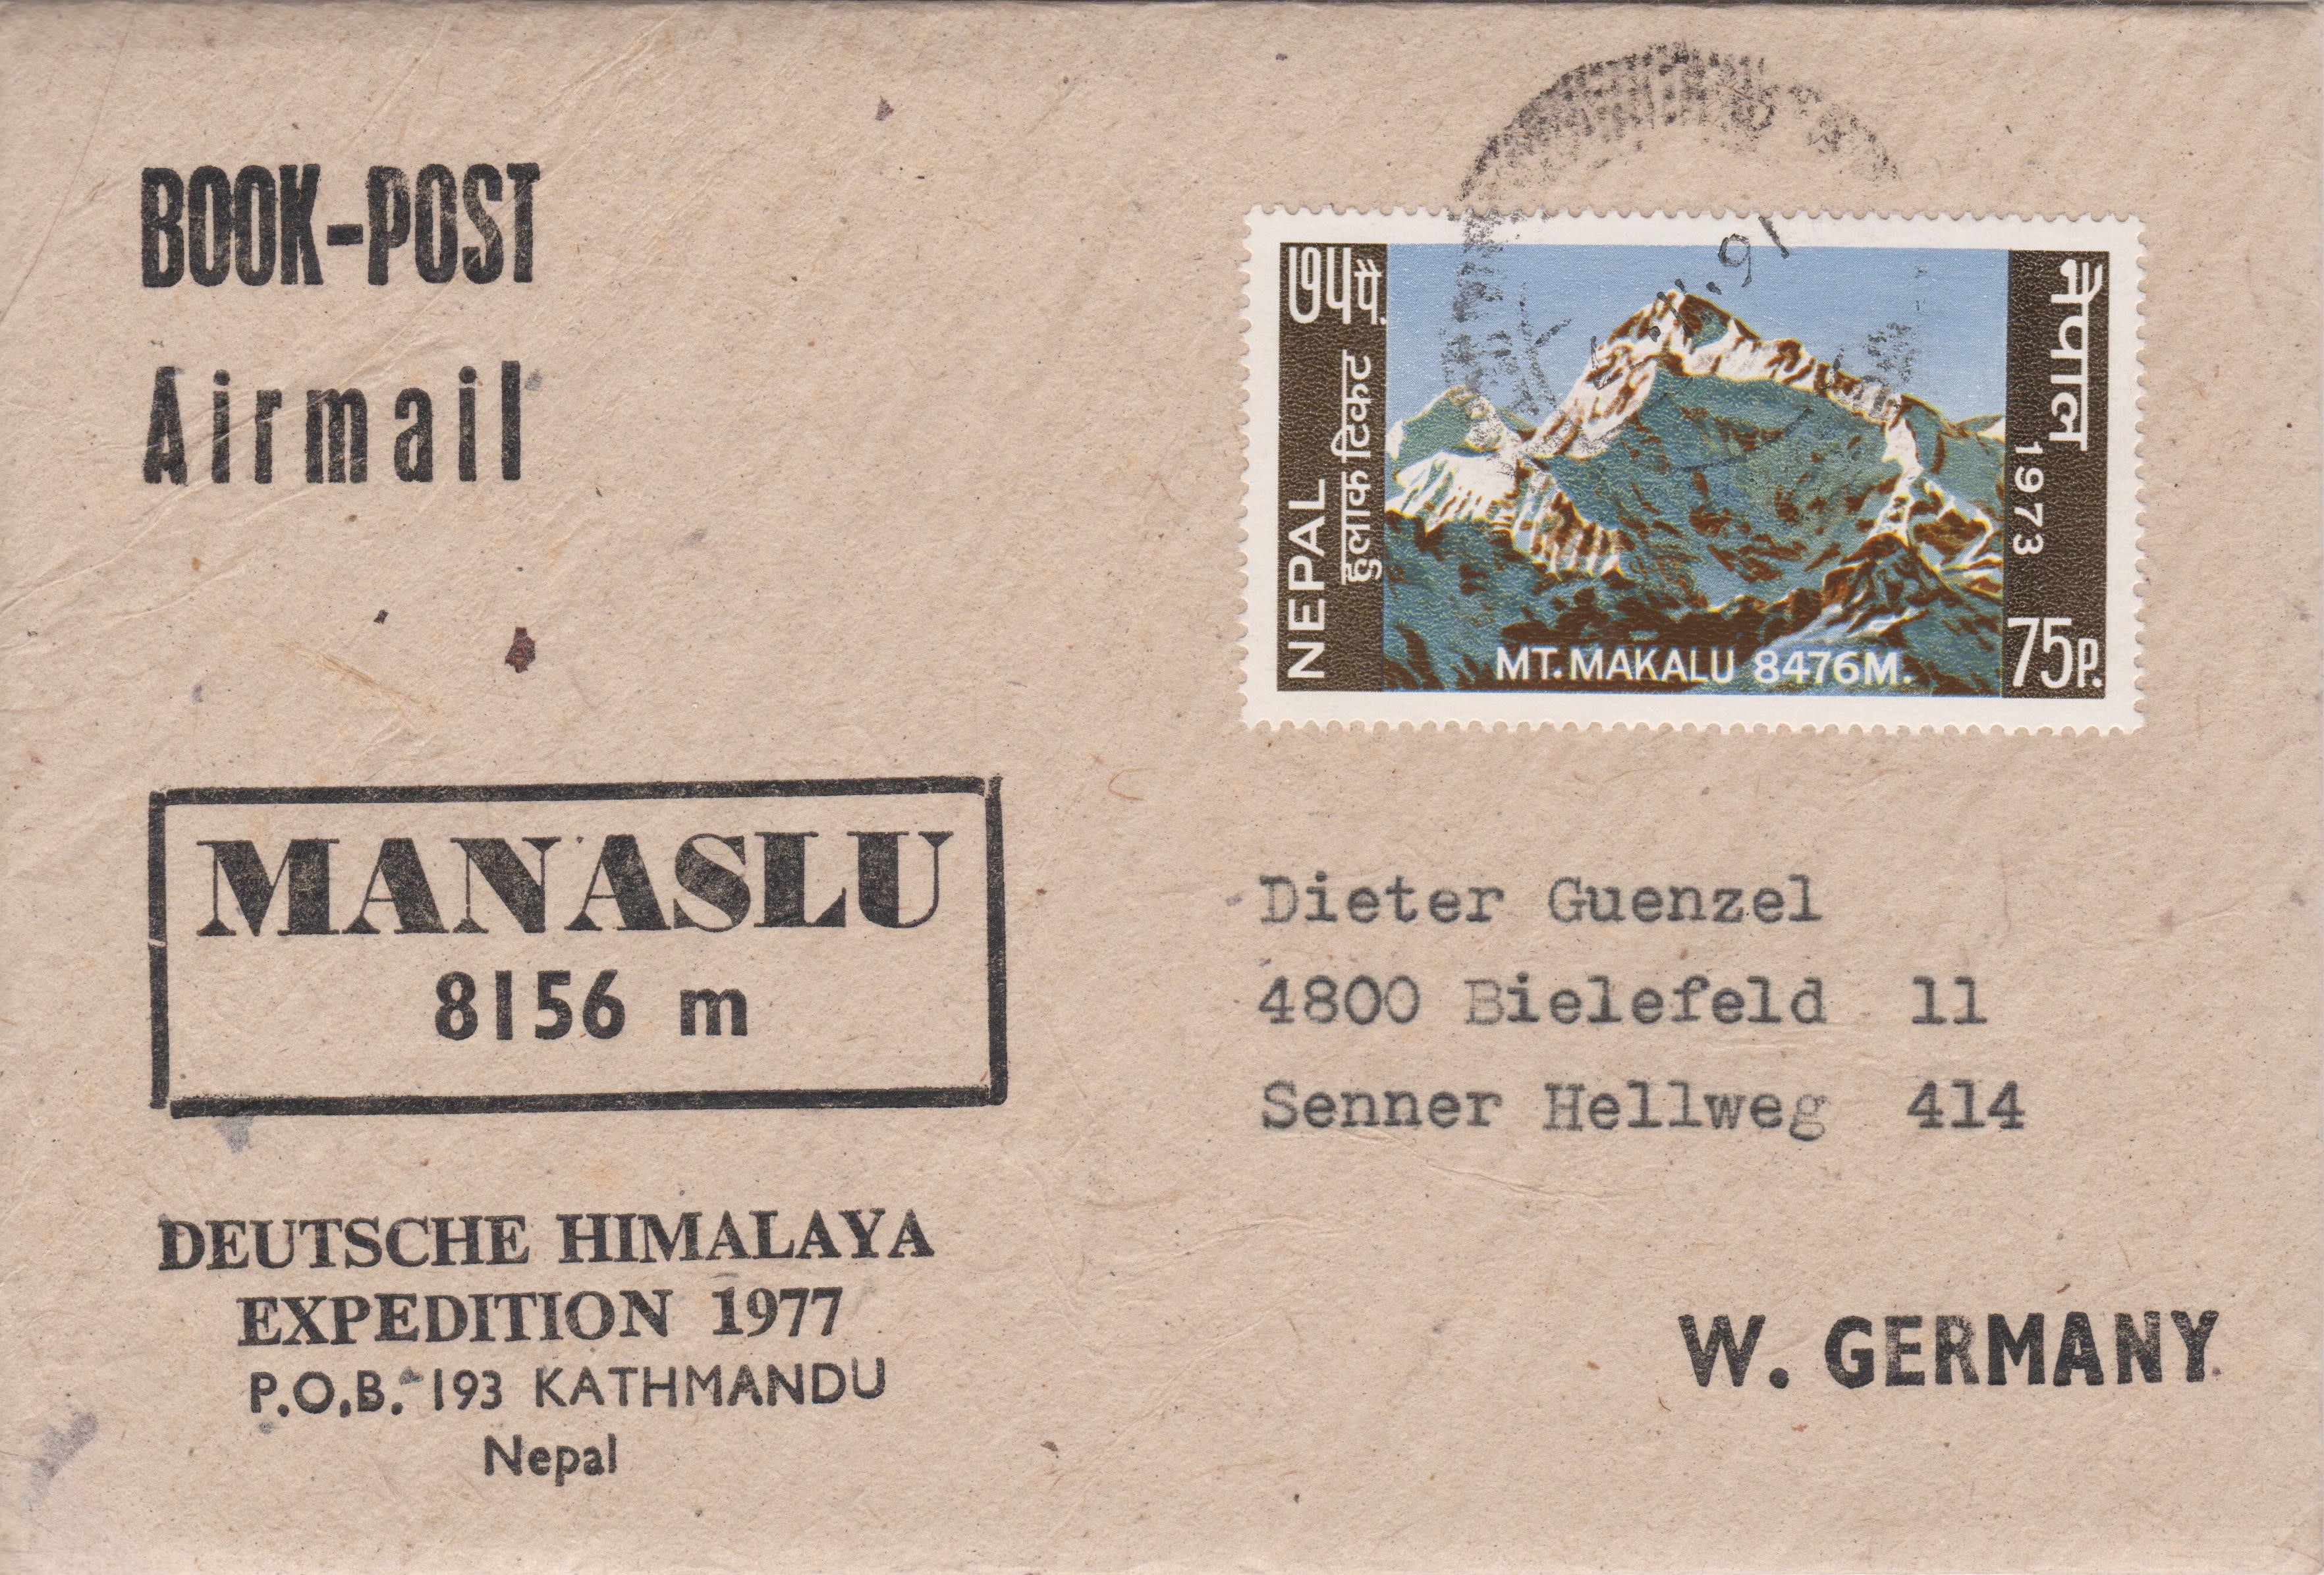 BOOK-POST
Airmail
७५ पै.
हुलाक टिकट
NEPAL
नेपाल
1973
75P.
MT. MAKALU 8476M.
MANASLU
8156 m
DEUTSCHE HIMALAYA
EXPEDITION 1977
P.O.B. 193 KATHMANDU
Nepal
Dieter Guenzel
4800 Bielefeld 11
Senner Hellweg 414
W. GERMANY